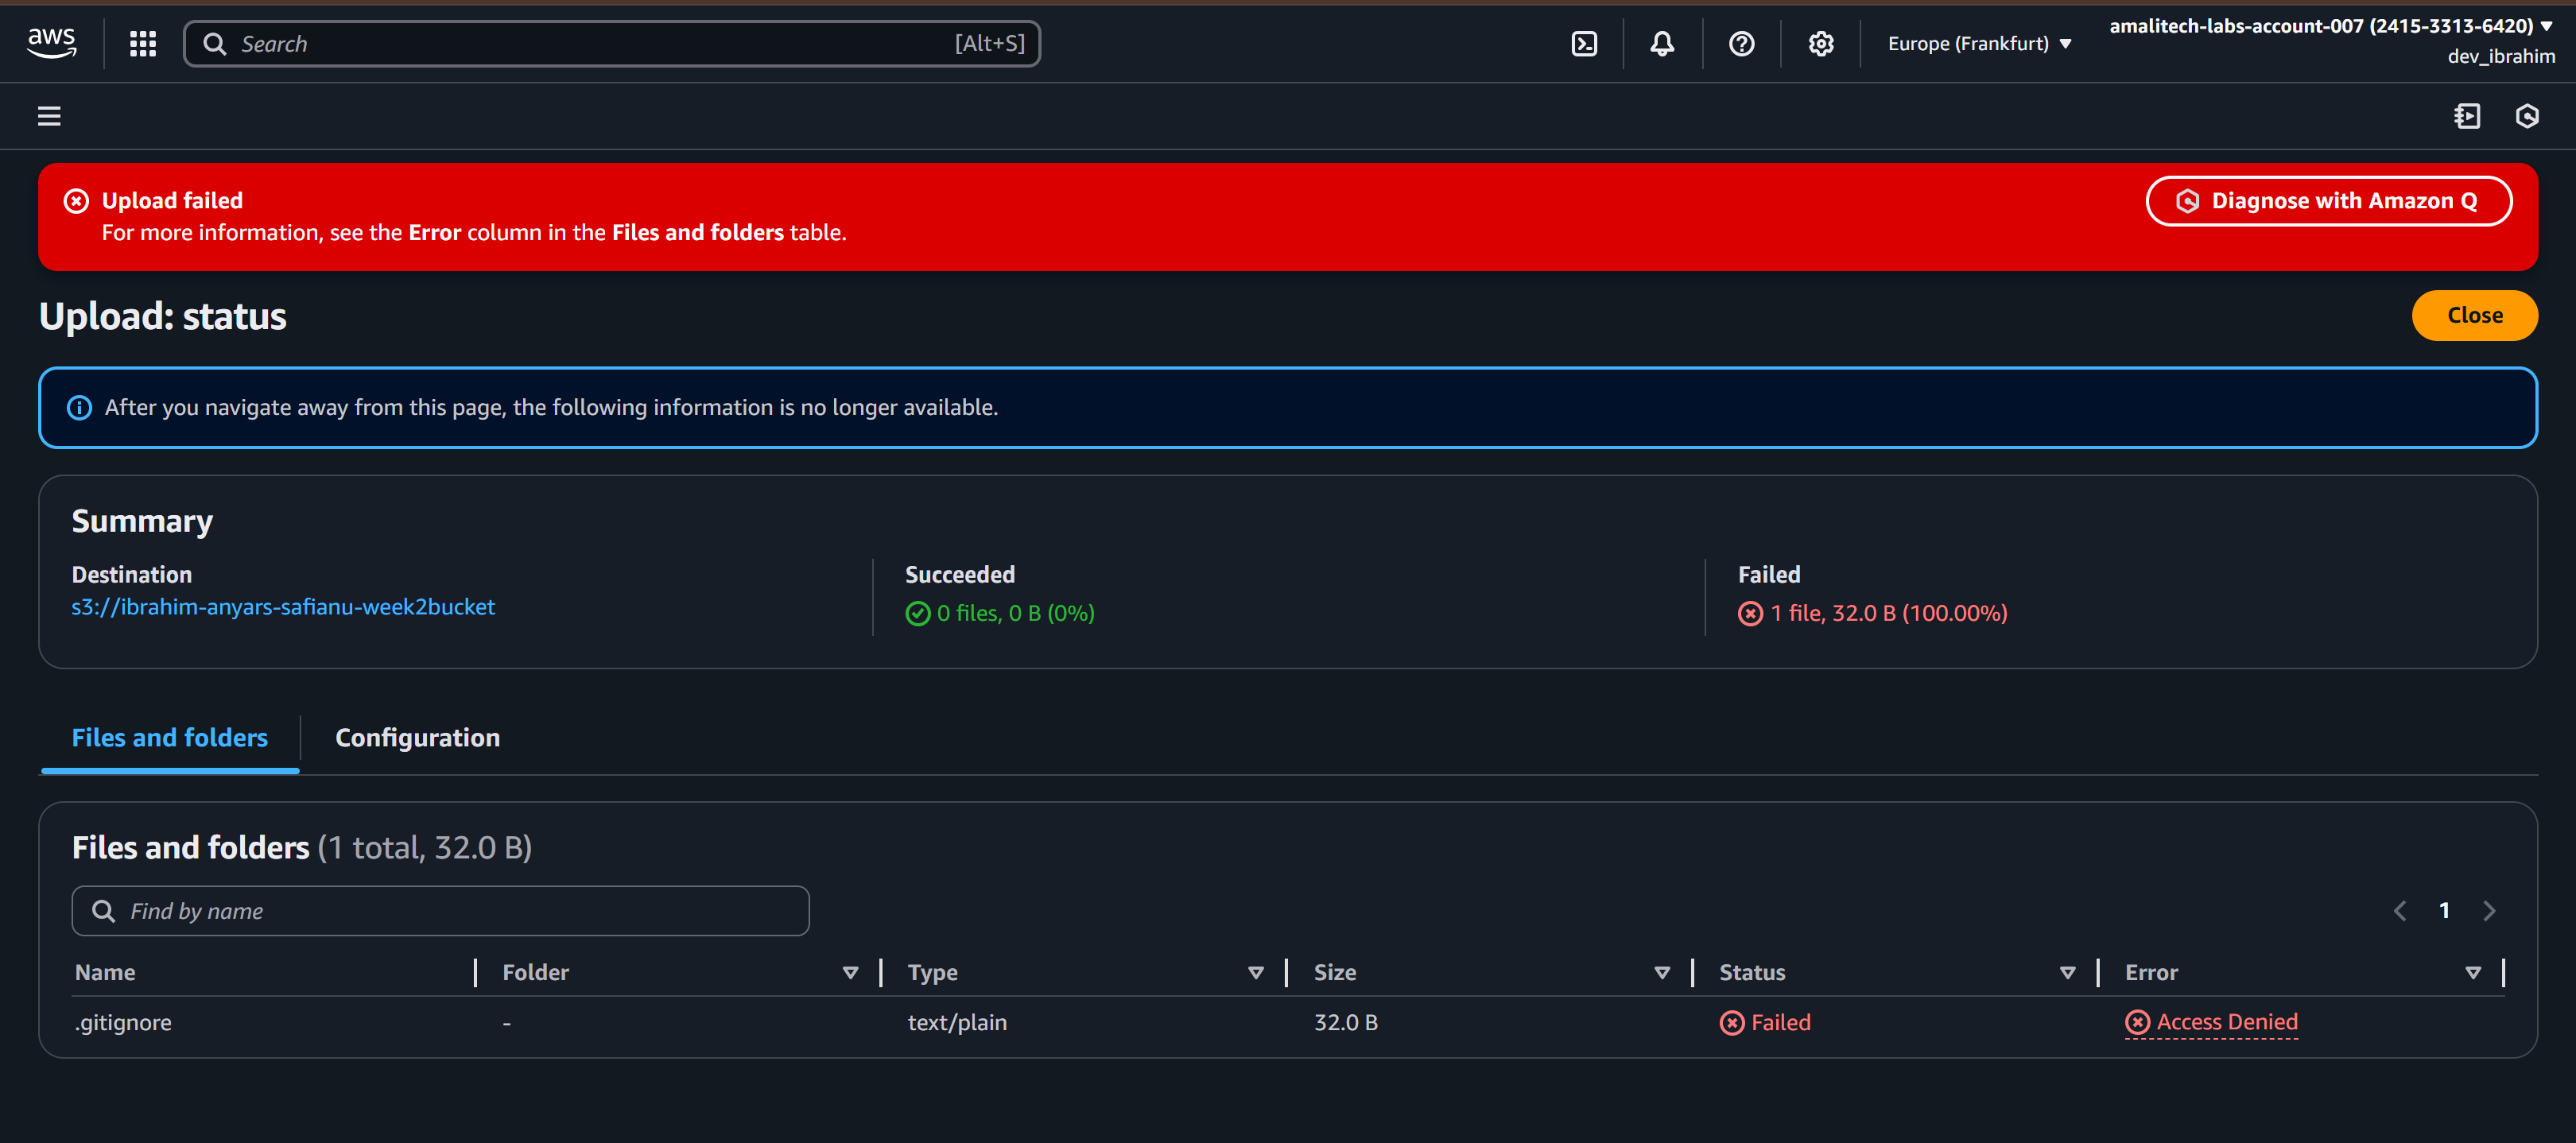 aws
Search [Alt+S]
Europe (Frankfurt)
amalitech-labs-account-007 (2415-3313-6420)
dev_ibrahim
Upload failed
For more information, see the Error column in the Files and folders table.
Diagnose with Amazon Q
Upload: status
Close
After you navigate away from this page, the following information is no longer available.
Summary
Destination
s3://ibrahim-anyars-safianu-week2bucket
Succeeded
0 files, 0 B (0%)
Failed
1 file, 32.0 B (100.00%)
Files and folders
Configuration
Files and folders (1 total, 32.0 B)
Find by name
1
Name Folder Type Size Status Error
.gitignore - text/plain 32.0 B Failed Access Denied